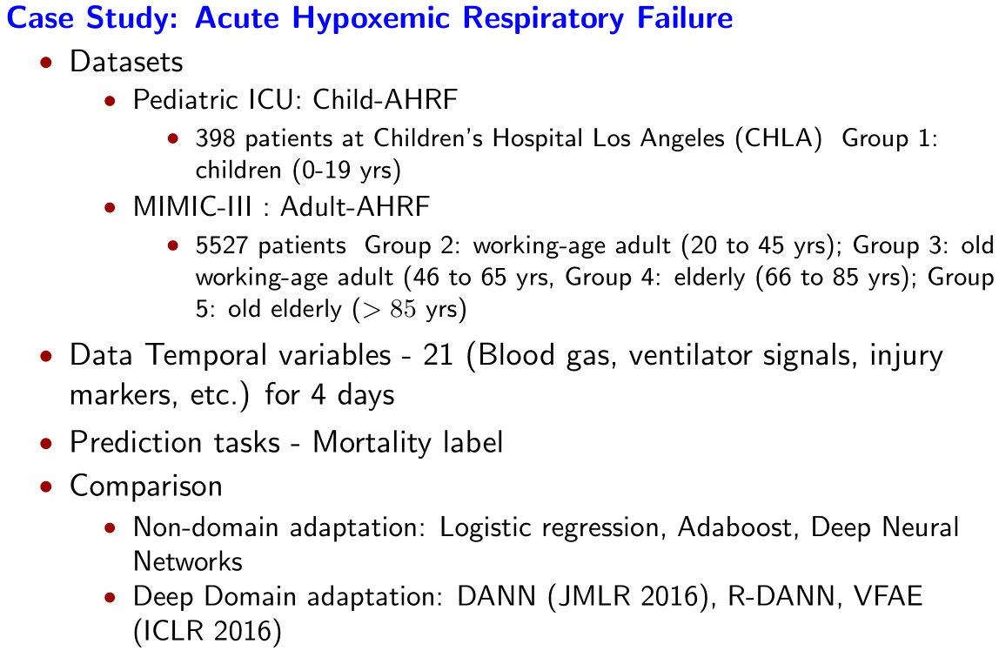 Case Study: Acute Hypoxemic Respiratory Failure
• Datasets
• Pediatric ICU: Child-AHRF
• 398 patients at Children's Hospital Los Angeles (CHLA) Group 1:
children (0-19 yrs)
• MIMIC-III : Adult-AHRF
• 5527 patients Group 2: working-age adult (20 to 45 yrs); Group 3: old
working-age adult (46 to 65 yrs, Group 4: elderly (66 to 85 yrs); Group
5: old elderly (> 85 yrs)
• Data Temporal variables - 21 (Blood gas, ventilator signals, injury
markers, etc.) for 4 days
• Prediction tasks - Mortality label
• Comparison
• Non-domain adaptation: Logistic regression, Adaboost, Deep Neural
Networks
• Deep Domain adaptation: DANN (JMLR 2016), R-DANN, VFAE
(ICLR 2016)